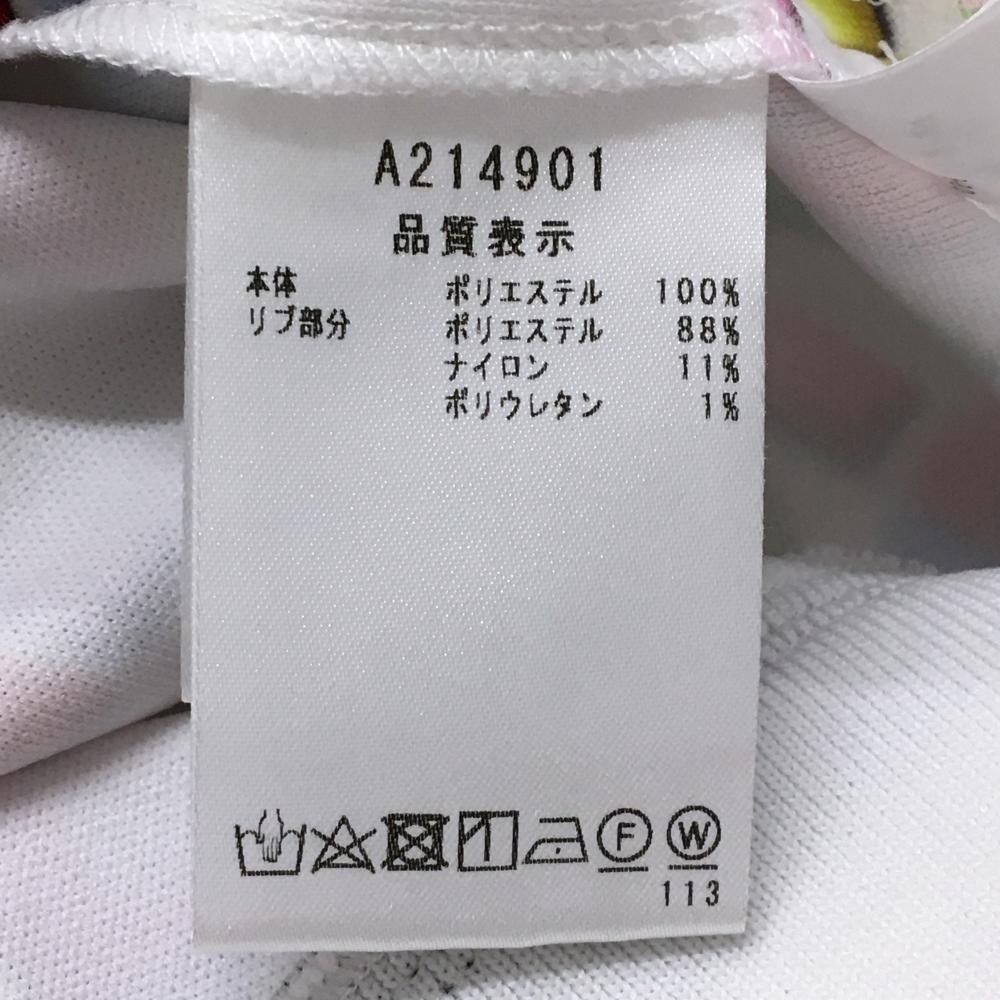 A214901
品質表示
本体 ポリエステル 100%
リブ部分 ポリエステル 88%
ナイロン 11%
ポリウレタン 1%
F W
113